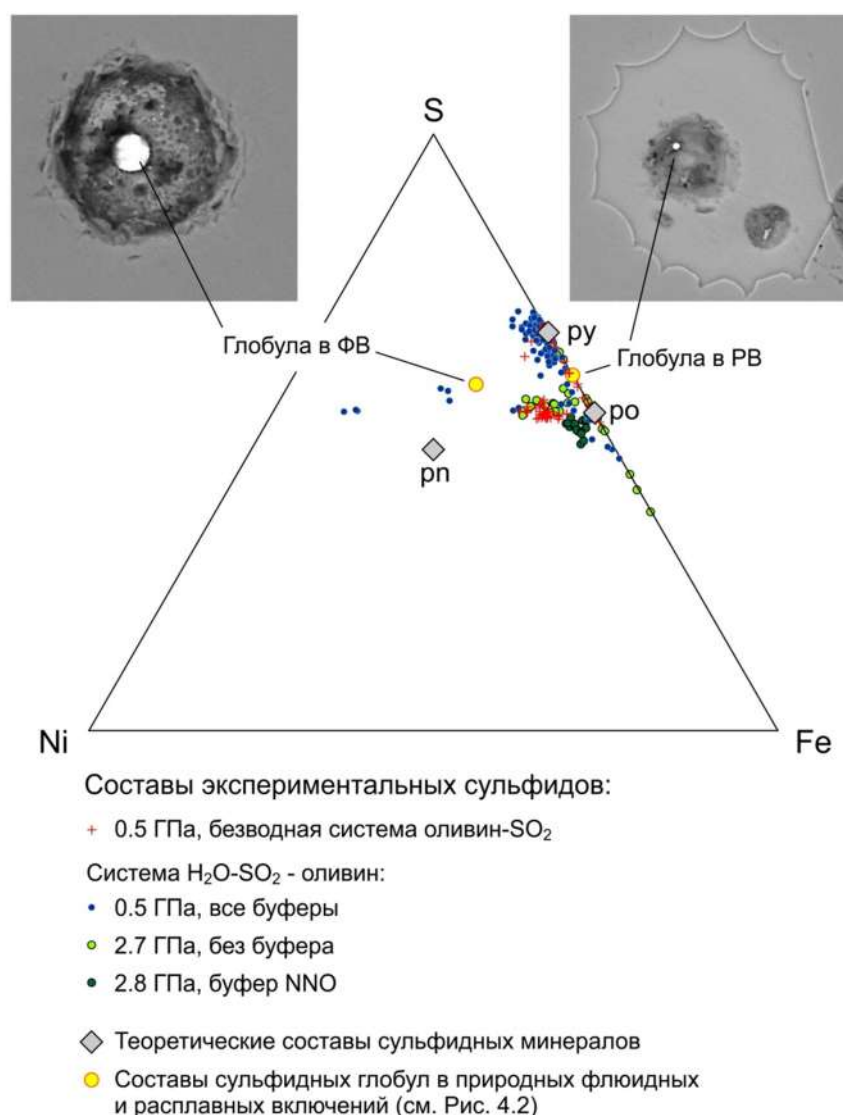 S
Глобула в ФВ
py
Глобула в РВ
po
pn
Ni
Fe
Составы экспериментальных сульфидов:
0.5 ГПа, безводная система оливин-SO₂
Система H₂O-SO₂ - оливин:
0.5 ГПа, все буферы
2.7 ГПа, без буфера
2.8 ГПа, буфер NNO
Теоретические составы сульфидных минералов
Составы сульфидных глобул в природных флюидных
и расплавных включений (см. Рис. 4.2)